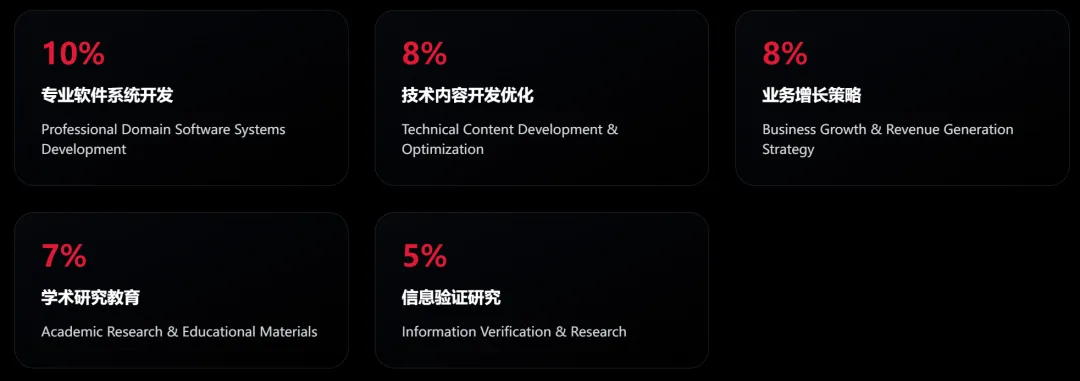 10%
专业软件系统开发
Professional Domain Software Systems
Development
8%
技术内容开发优化
Technical Content Development &
Optimization
8%
业务增长策略
Business Growth & Revenue Generation
Strategy
7%
学术研究教育
Academic Research & Educational Materials
5%
信息验证研究
Information Verification & Research